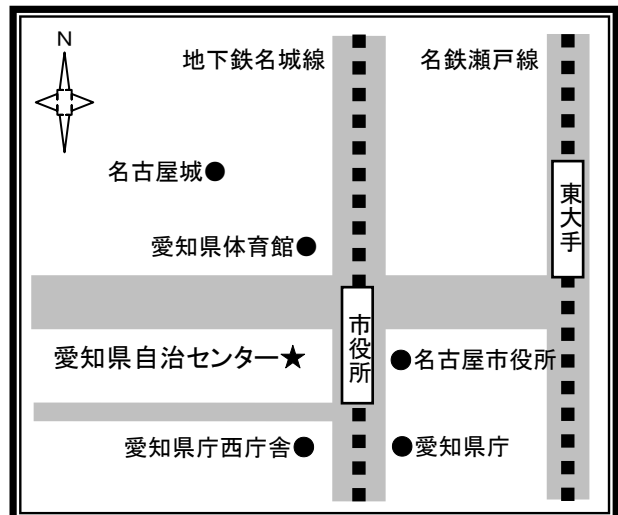 N
地下鉄名城線
名鉄瀬戸線
名古屋城●
東大手
愛知県体育館●
市役所
愛知県自治センター★
●名古屋市役所
愛知県庁西庁舎●
●愛知県庁